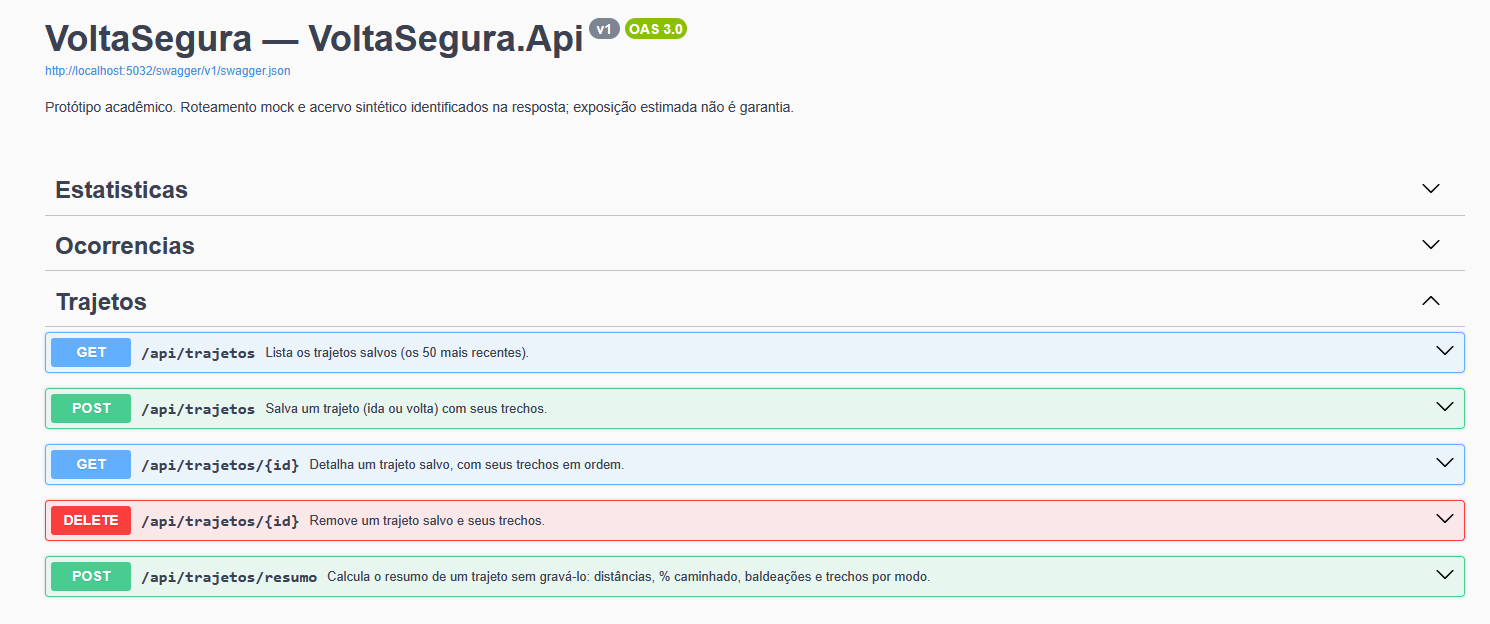 VoltaSegura — VoltaSegura.Api v1 OAS 3.0
http://localhost:5032/swagger/v1/swagger.json
Protótipo acadêmico. Roteamento mock e acervo sintético identificados na resposta; exposição estimada não é garantia.
Estatisticas
Ocorrencias
Trajetos
GET /api/trajetos Lista os trajetos salvos (os 50 mais recentes).
POST /api/trajetos Salva um trajeto (ida ou volta) com seus trechos.
GET /api/trajetos/{id} Detalha um trajeto salvo, com seus trechos em ordem.
DELETE /api/trajetos/{id} Remove um trajeto salvo e seus trechos.
POST /api/trajetos/resumo Calcula o resumo de um trajeto sem gravá-lo: distâncias, % caminhado, baldeações e trechos por modo.